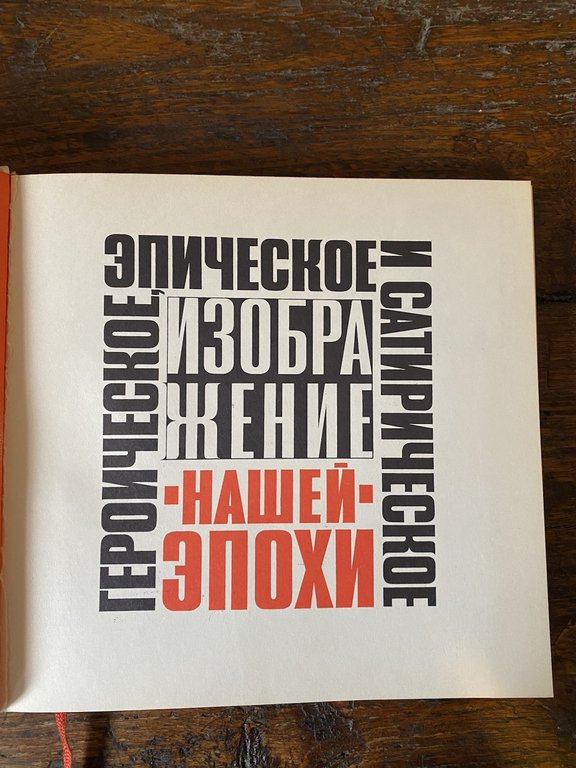 ГЕРОИЧЕСКОЕ,
ЭПИЧЕСКОЕ
И САТИРИЧЕСКОЕ
ИЗОБРА
ЖЕНИЕ
·НАШЕЙ·
ЭПОХИ